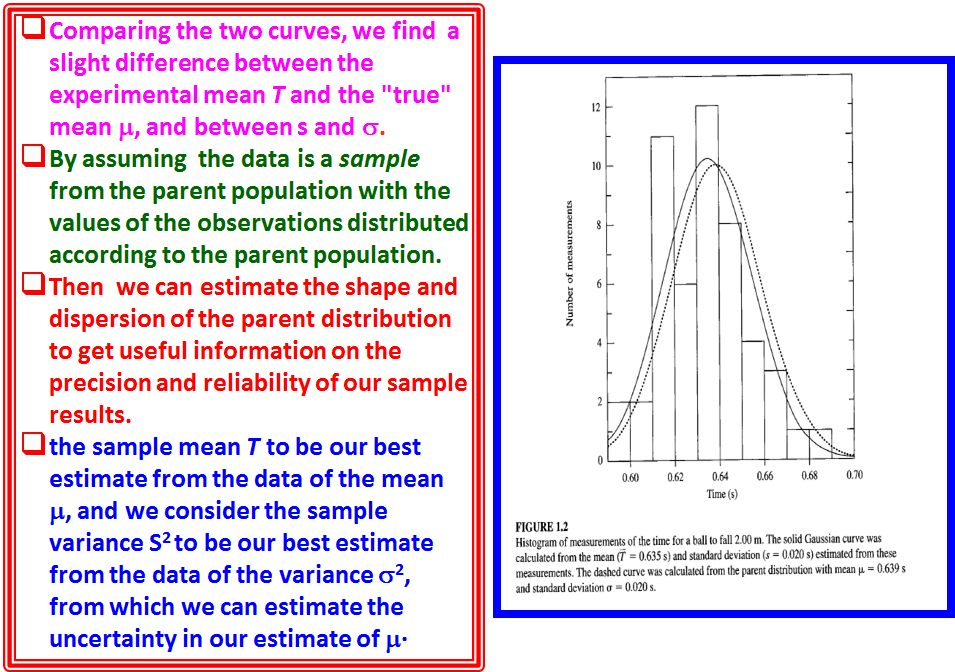 Comparing the two curves, we find a
slight difference between the
experimental mean T and the "true"
mean μ, and between s and σ.
By assuming the data is a sample
from the parent population with the
values of the observations distributed
according to the parent population.
Then we can estimate the shape and
dispersion of the parent distribution
to get useful information on the
precision and reliability of our sample
results.
the sample mean T to be our best
estimate from the data of the mean
μ, and we consider the sample
variance S² to be our best estimate
from the data of the variance σ²,
from which we can estimate the
uncertainty in our estimate of μ.
12
10
8
6
4
2
0
Number of measurements
0.60 0.62 0.64 0.66 0.68 0.70
Time (s)
FIGURE 1.2
Histogram of measurements of the time for a ball to fall 2.00 m. The solid Gaussian curve was
calculated from the mean (T̅ = 0.635 s) and standard deviation (s = 0.020 s) estimated from these
measurements. The dashed curve was calculated from the parent distribution with mean μ = 0.639 s
and standard deviation σ = 0.020 s.